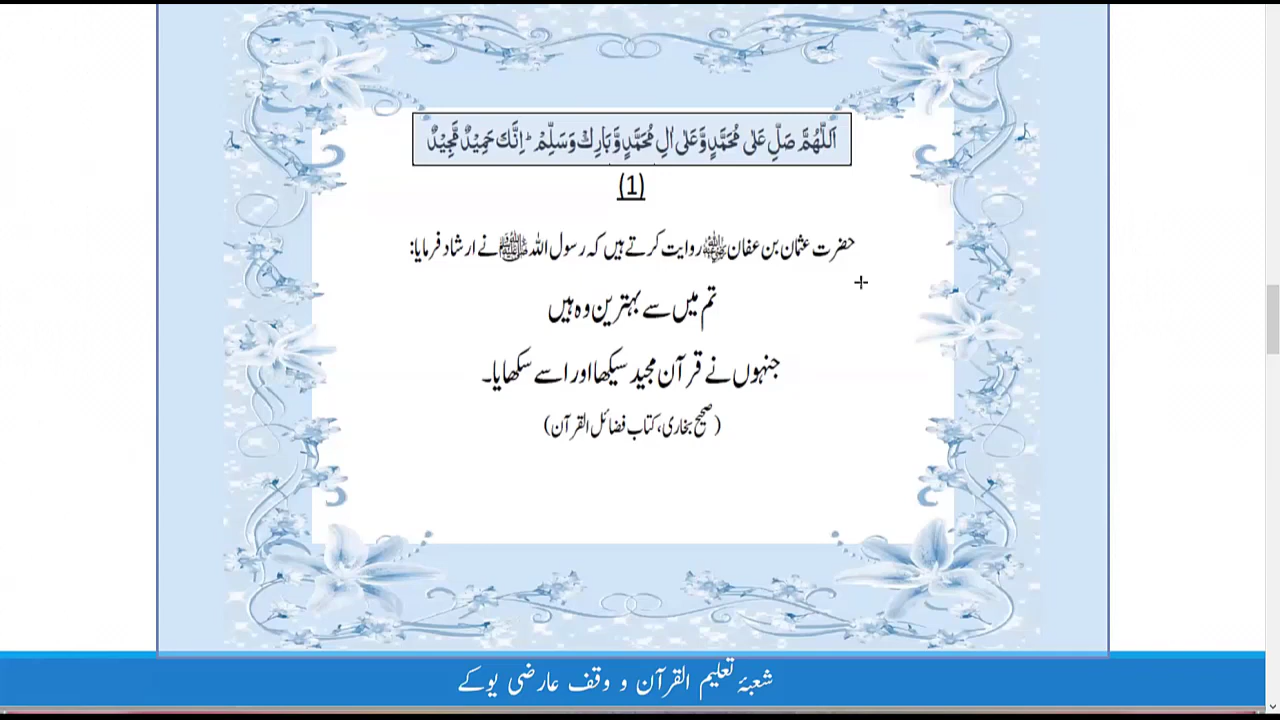 اَللّٰهُمَّ صَلِّ عَلٰی مُحَمَّدٍ وَّعَلٰی اٰلِ مُحَمَّدٍ وَّبَارِكْ وَسَلِّمْ ۔ اِنَّكَ حَمِیْدٌ مَّجِیْدٌ
(1)
حضرت عثمان بن عفان رضی اللہ عنہ روایت کرتے ہیں کہ رسول اللہ ﷺ نے ارشاد فرمایا:
تم میں سے بہترین وہ ہیں
جنہوں نے قرآن مجید سیکھا اور اسے سکھایا۔
(صحیح بخاری، کتاب فضائل القرآن)
شعبۂ تعلیم القرآن و وقف عارضی یوکے